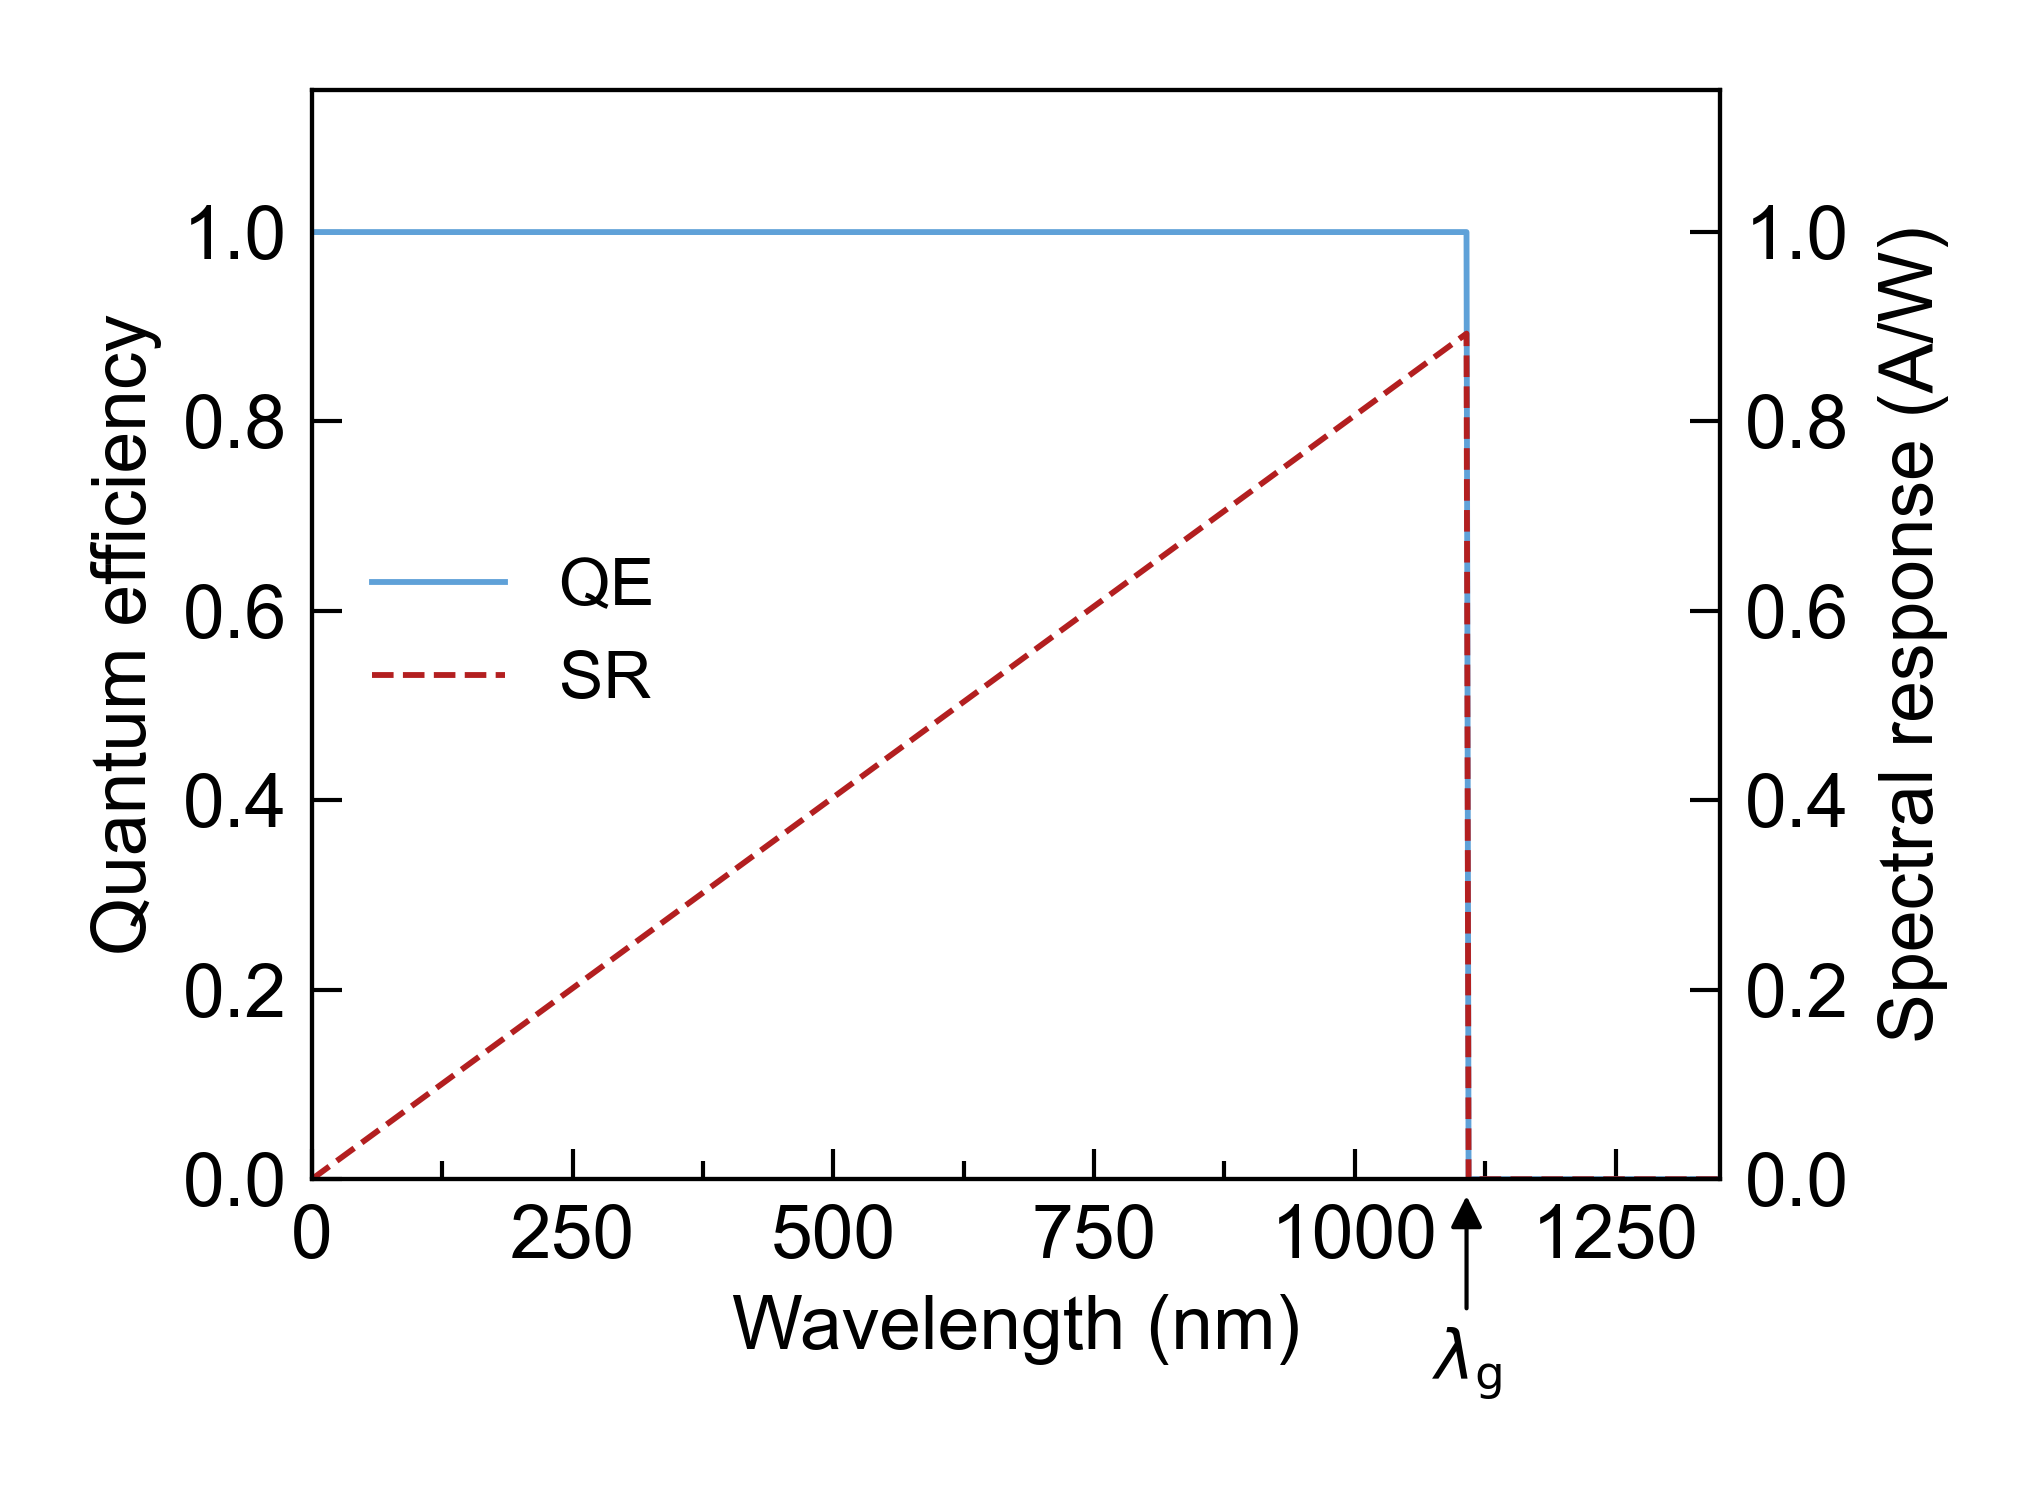 Quantum efficiency
1.0
0.8
0.6
0.4
0.2
0.0
QE
SR
1.0
0.8
0.6
0.4
0.2
0.0
Spectral response (A/W)
0 250 500 750 1000 1250
Wavelength (nm)
λg